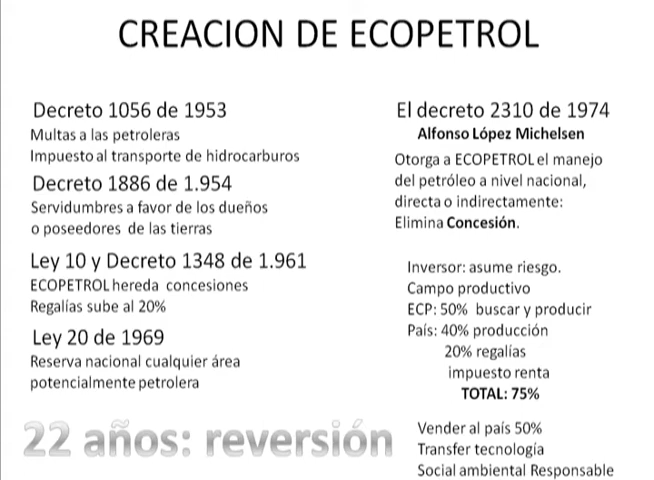 CREACION DE ECOPETROL
Decreto 1056 de 1953
Multas a las petroleras
Impuesto al transporte de hidrocarburos
Decreto 1886 de 1.954
Servidumbres a favor de los dueños
o poseedores de las tierras
Ley 10 y Decreto 1348 de 1.961
ECOPETROL hereda concesiones
Regalías sube al 20%
Ley 20 de 1969
Reserva nacional cualquier área
potencialmente petrolera
22 años: reversión
El decreto 2310 de 1974
Alfonso López Michelsen
Otorga a ECOPETROL el manejo
del petróleo a nivel nacional,
directa o indirectamente:
Elimina Concesión.
Inversor: asume riesgo.
Campo productivo
ECP: 50% buscar y producir
País: 40% producción
20% regalías
impuesto renta
TOTAL: 75%
Vender al país 50%
Transfer tecnología
Social ambiental Responsable